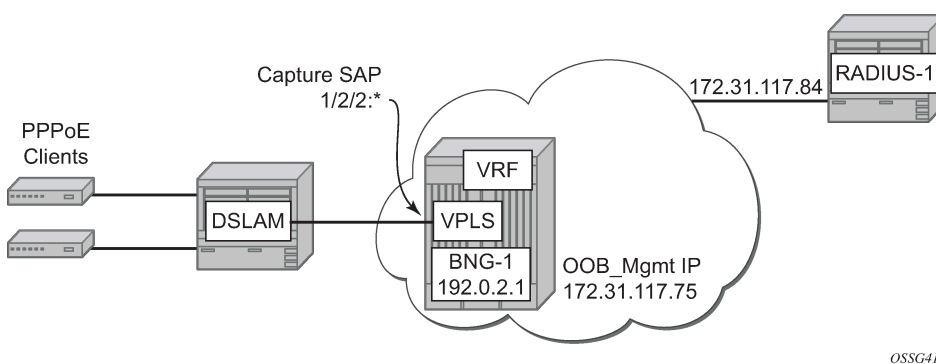 Capture SAP
1/2/2:*
PPPoE
Clients
DSLAM
VRF
VPLS
BNG-1
192.0.2.1
OOB_Mgmt IP
172.31.117.75
172.31.117.84
RADIUS-1